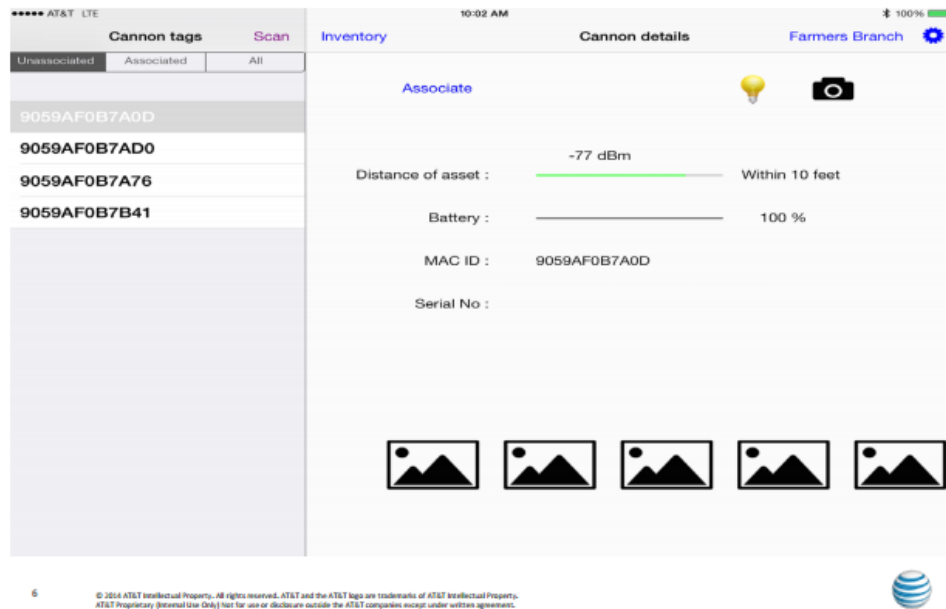 AT&T LTE 10:02 AM 100%
Cannon tags Scan Inventory Cannon details Farmers Branch
Unassociated Associated All
Associate
9059AF0B7A0D
9059AF0B7AD0
9059AF0B7A76
9059AF0B7B41
-77 dBm
Distance of asset : Within 10 feet
Battery : 100 %
MAC ID : 9059AF0B7A0D
Serial No :
6
© 2014 AT&T Intellectual Property. All rights reserved. AT&T and the AT&T logo are trademarks of AT&T Intellectual Property.
AT&T Proprietary (Internal Use Only) Not for use or disclosure outside the AT&T companies except under written agreement.